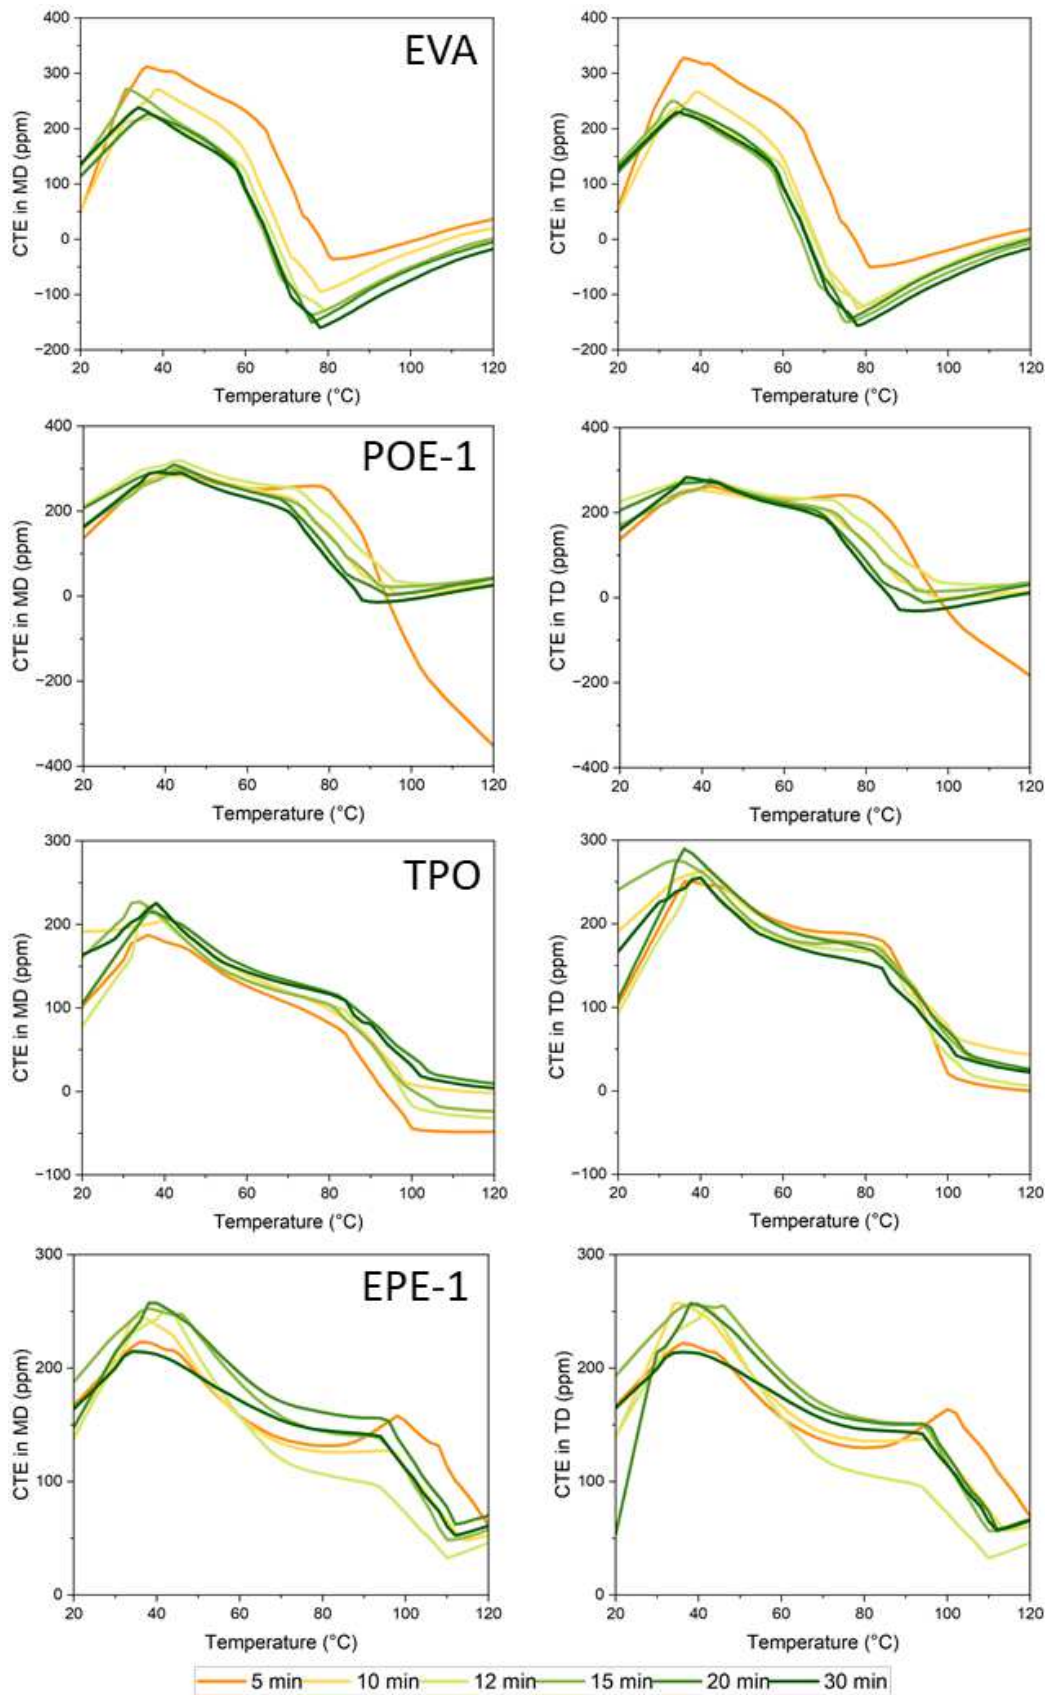 EVA
CTE in MD (ppm)
400
300
200
100
0
−100
−200
20 40 60 80 100 120
Temperature (°C)
CTE in TD (ppm)
400
300
200
100
0
−100
−200
20 40 60 80 100 120
Temperature (°C)
POE-1
CTE in MD (ppm)
400
200
0
−200
−400
20 40 60 80 100 120
Temperature (°C)
CTE in TD (ppm)
400
200
0
−200
−400
20 40 60 80 100 120
Temperature (°C)
TPO
CTE in MD (ppm)
300
200
100
0
−100
20 40 60 80 100 120
Temperature (°C)
CTE in TD (ppm)
300
200
100
0
−100
20 40 60 80 100 120
Temperature (°C)
EPE-1
CTE in MD (ppm)
300
200
100
0
20 40 60 80 100 120
Temperature (°C)
CTE in TD (ppm)
300
200
100
0
20 40 60 80 100 120
Temperature (°C)
5 min 10 min 12 min 15 min 20 min 30 min